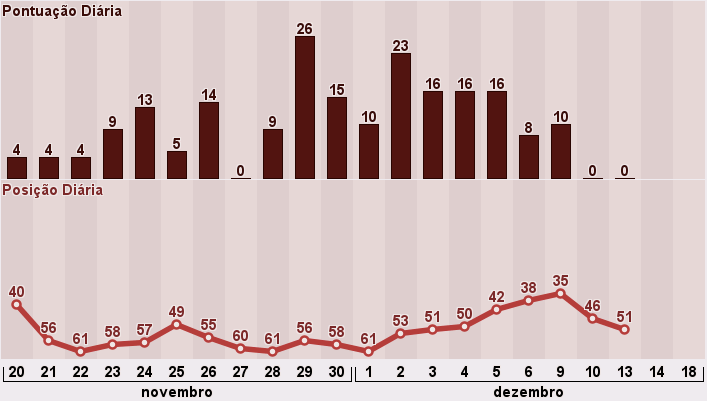 Pontuação Diária
4 4 4 9 13 5 14 0 9 26 15 10 23 16 16 16 8 10 0 0
Posição Diária
40 56 61 58 57 49 55 60 61 56 58 61 53 51 50 42 38 35 46 51
20 21 22 23 24 25 26 27 28 29 30 1 2 3 4 5 6 9 10 13 14 18
novembro dezembro